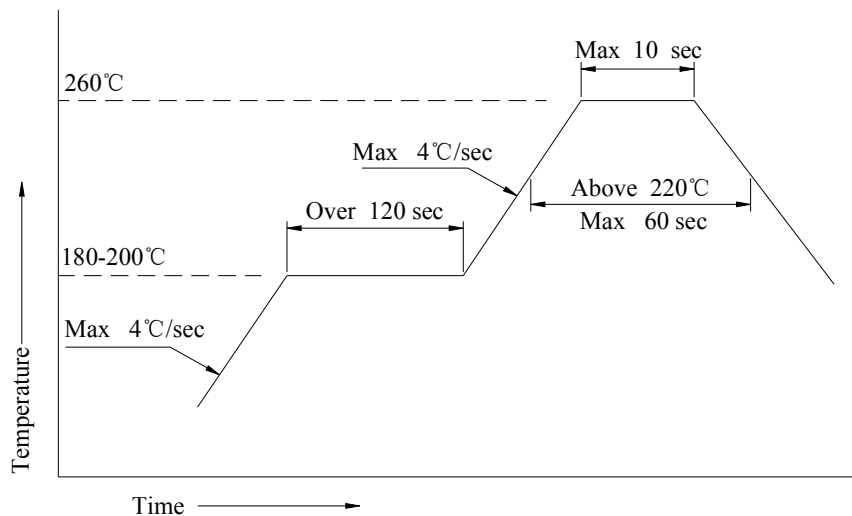 Max 10 sec
260℃
Max 4℃/sec
Above 220℃
Max 60 sec
Over 120 sec
180-200℃
Max 4℃/sec
Temperature
Time